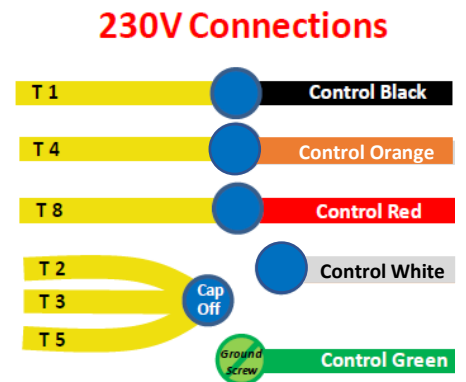 230V Connections
T 1 Control Black
T 4 Control Orange
T 8 Control Red
T 2
Control White
T 3
Cap
Off
T 5
Ground
Screw
Control Green